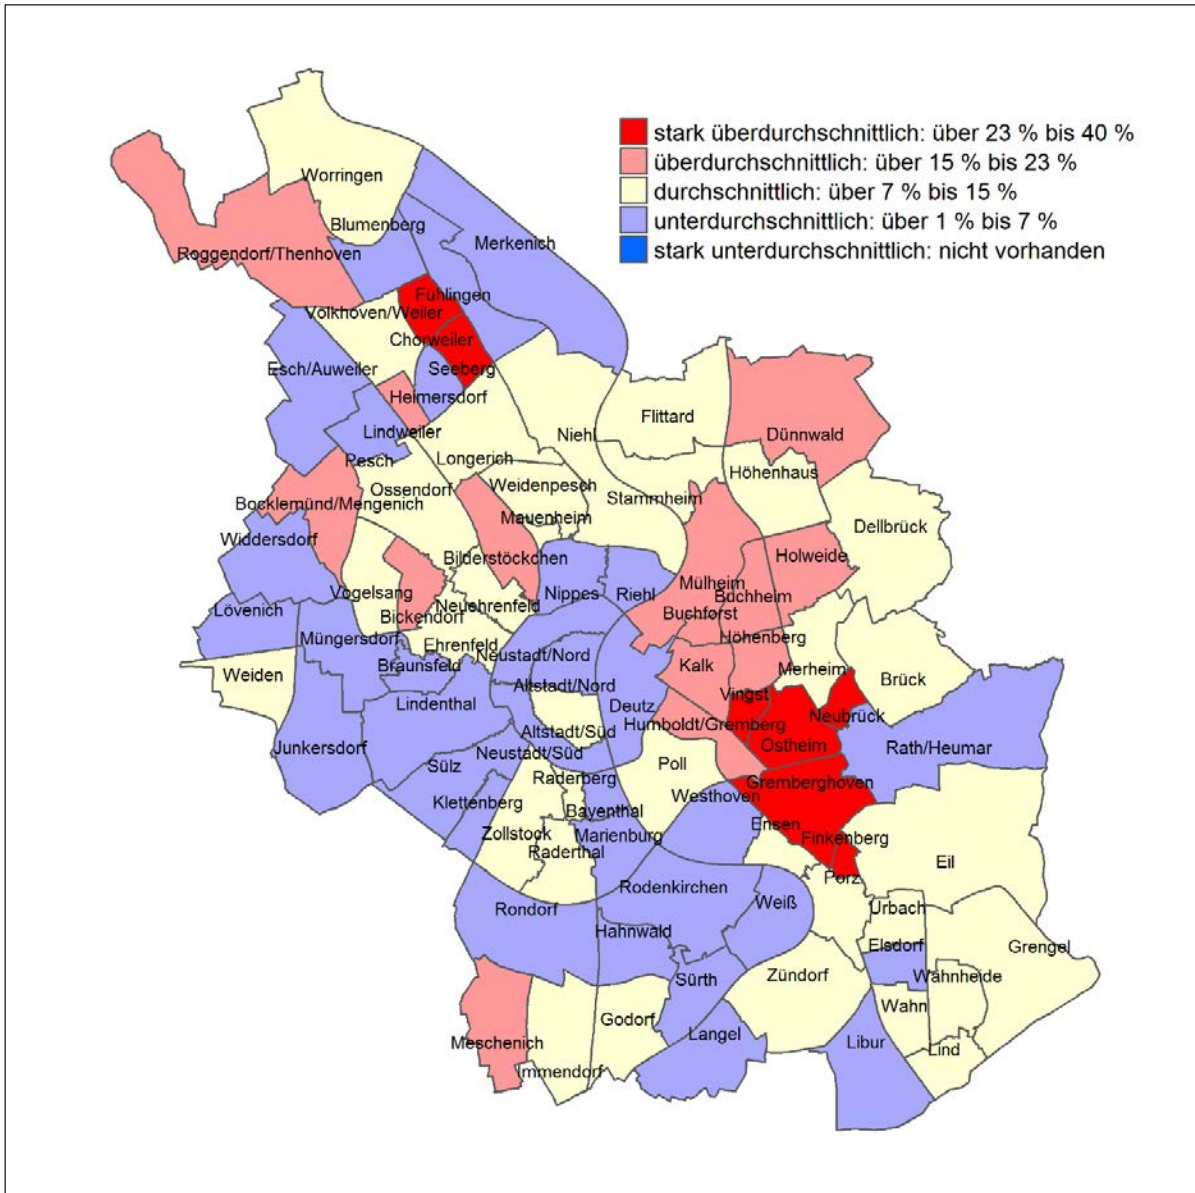 stark überdurchschnittlich: über 23 % bis 40 %
überdurchschnittlich: über 15 % bis 23 %
durchschnittlich: über 7 % bis 15 %
unterdurchschnittlich: über 1 % bis 7 %
stark unterdurchschnittlich: nicht vorhanden
Worringen
Blumenberg
Merkenich
Roggendorf/Thenhoven
Fühlingen
Volkhoven/Weiler
Chorweiler
Esch/Auweiler
Seeberg
Heimersdorf
Flittard
Lindweiler
Niehl
Dünnwald
Pesch
Longerich
Höhenhaus
Ossendorf
Weidenpesch
Stammheim
Bocklemünd/Mengenich
Mauenheim
Dellbrück
Widdersdorf
Bilderstöckchen
Holweide
Mülheim
Vogelsang
Nippes
Riehl
Buchheim
Lövenich
Neuehrenfeld
Bickendorf
Buchforst
Müngersdorf
Ehrenfeld
Höhenberg
Neustadt/Nord
Braunsfeld
Kalk
Merheim
Weiden
Brück
Altstadt/Nord
Vingst
Lindenthal
Deutz
Neubrück
Humboldt/Gremberg
Altstadt/Süd
Junkersdorf
Ostheim
Rath/Heumar
Neustadt/Süd
Sülz
Poll
Raderberg
Gremberghoven
Klettenberg
Westhoven
Bayenthal
Ensen
Zollstock
Marienburg
Finkenberg
Raderthal
Eil
Porz
Rodenkirchen
Weiß
Rondorf
Urbach
Hahnwald
Elsdorf
Grengel
Sürth
Zündorf
Wahnheide
Wahn
Godorf
Langel
Meschenich
Libur
Lind
Immendorf